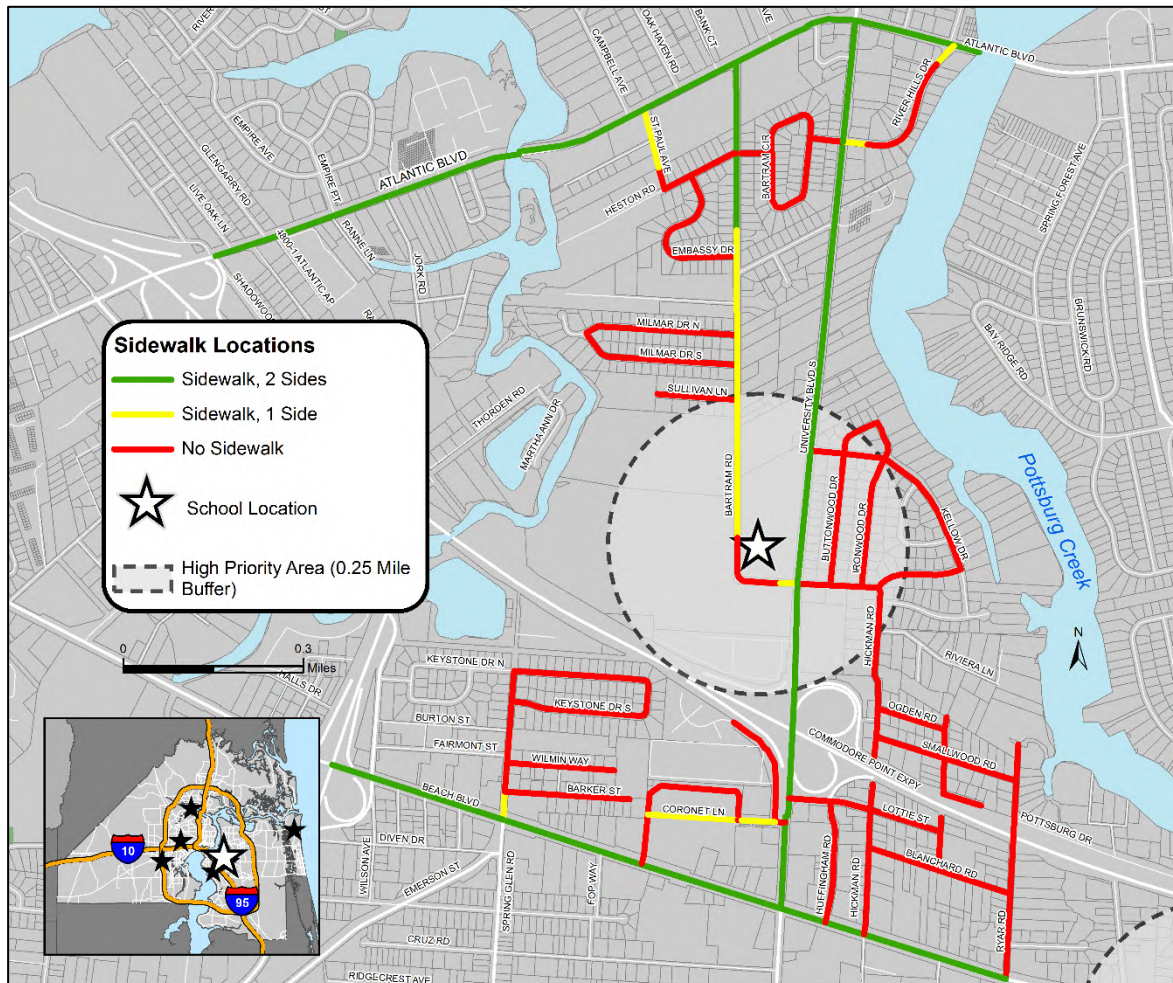 OAK HAVEN RD
BANK CT
CAMPBELL AVE
ATLANTIC BLVD
RIVER HILLS DR
ST PAUL AVE
EMPIRE AVE
GLENGARRY RD
EMPIRE PT
ATLANTIC BLVD
BARTRAM CIR
SPRING FOREST AVE
LIVE OAK LN
HESTON RD
RANNE LN
4800-1 ATLANTIC AP
JORK RD
EMBASSY DR
BRUNSWICK RD
BAY RIDGE RD
Sidewalk Locations
Sidewalk, 2 Sides
Sidewalk, 1 Side
No Sidewalk
School Location
High Priority Area (0.25 Mile
Buffer)
MILMAR DR N
MILMAR DR S
SULLIVAN LN
THORDEN RD
MARTHA ANN DR
UNIVERSITY BLVD S
BARTRAM RD
BUTTONWOOD DR
IRONWOOD DR
KELLOW DR
Pottsburg Creek
HICKMAN RD
RIVIERA LN
N
0
0.3
Miles
HALLS DR
KEYSTONE DR N
KEYSTONE DR S
BURTON ST
FAIRMONT ST
WILMIN WAY
BARKER ST
OGDEN RD
SMALLWOOD RD
COMMODORE POINT EXPY
BEACH BLVD
CORONET LN
LOTTIE ST
POTTSBURG DR
BLANCHARD RD
DIVEN DR
WILSON AVE
EMERSON ST
SPRING GLEN RD
FOP WAY
HUFFINGHAM RD
HICKMAN RD
RYAR RD
CRUZ RD
RIDGECREST AVE
10
95